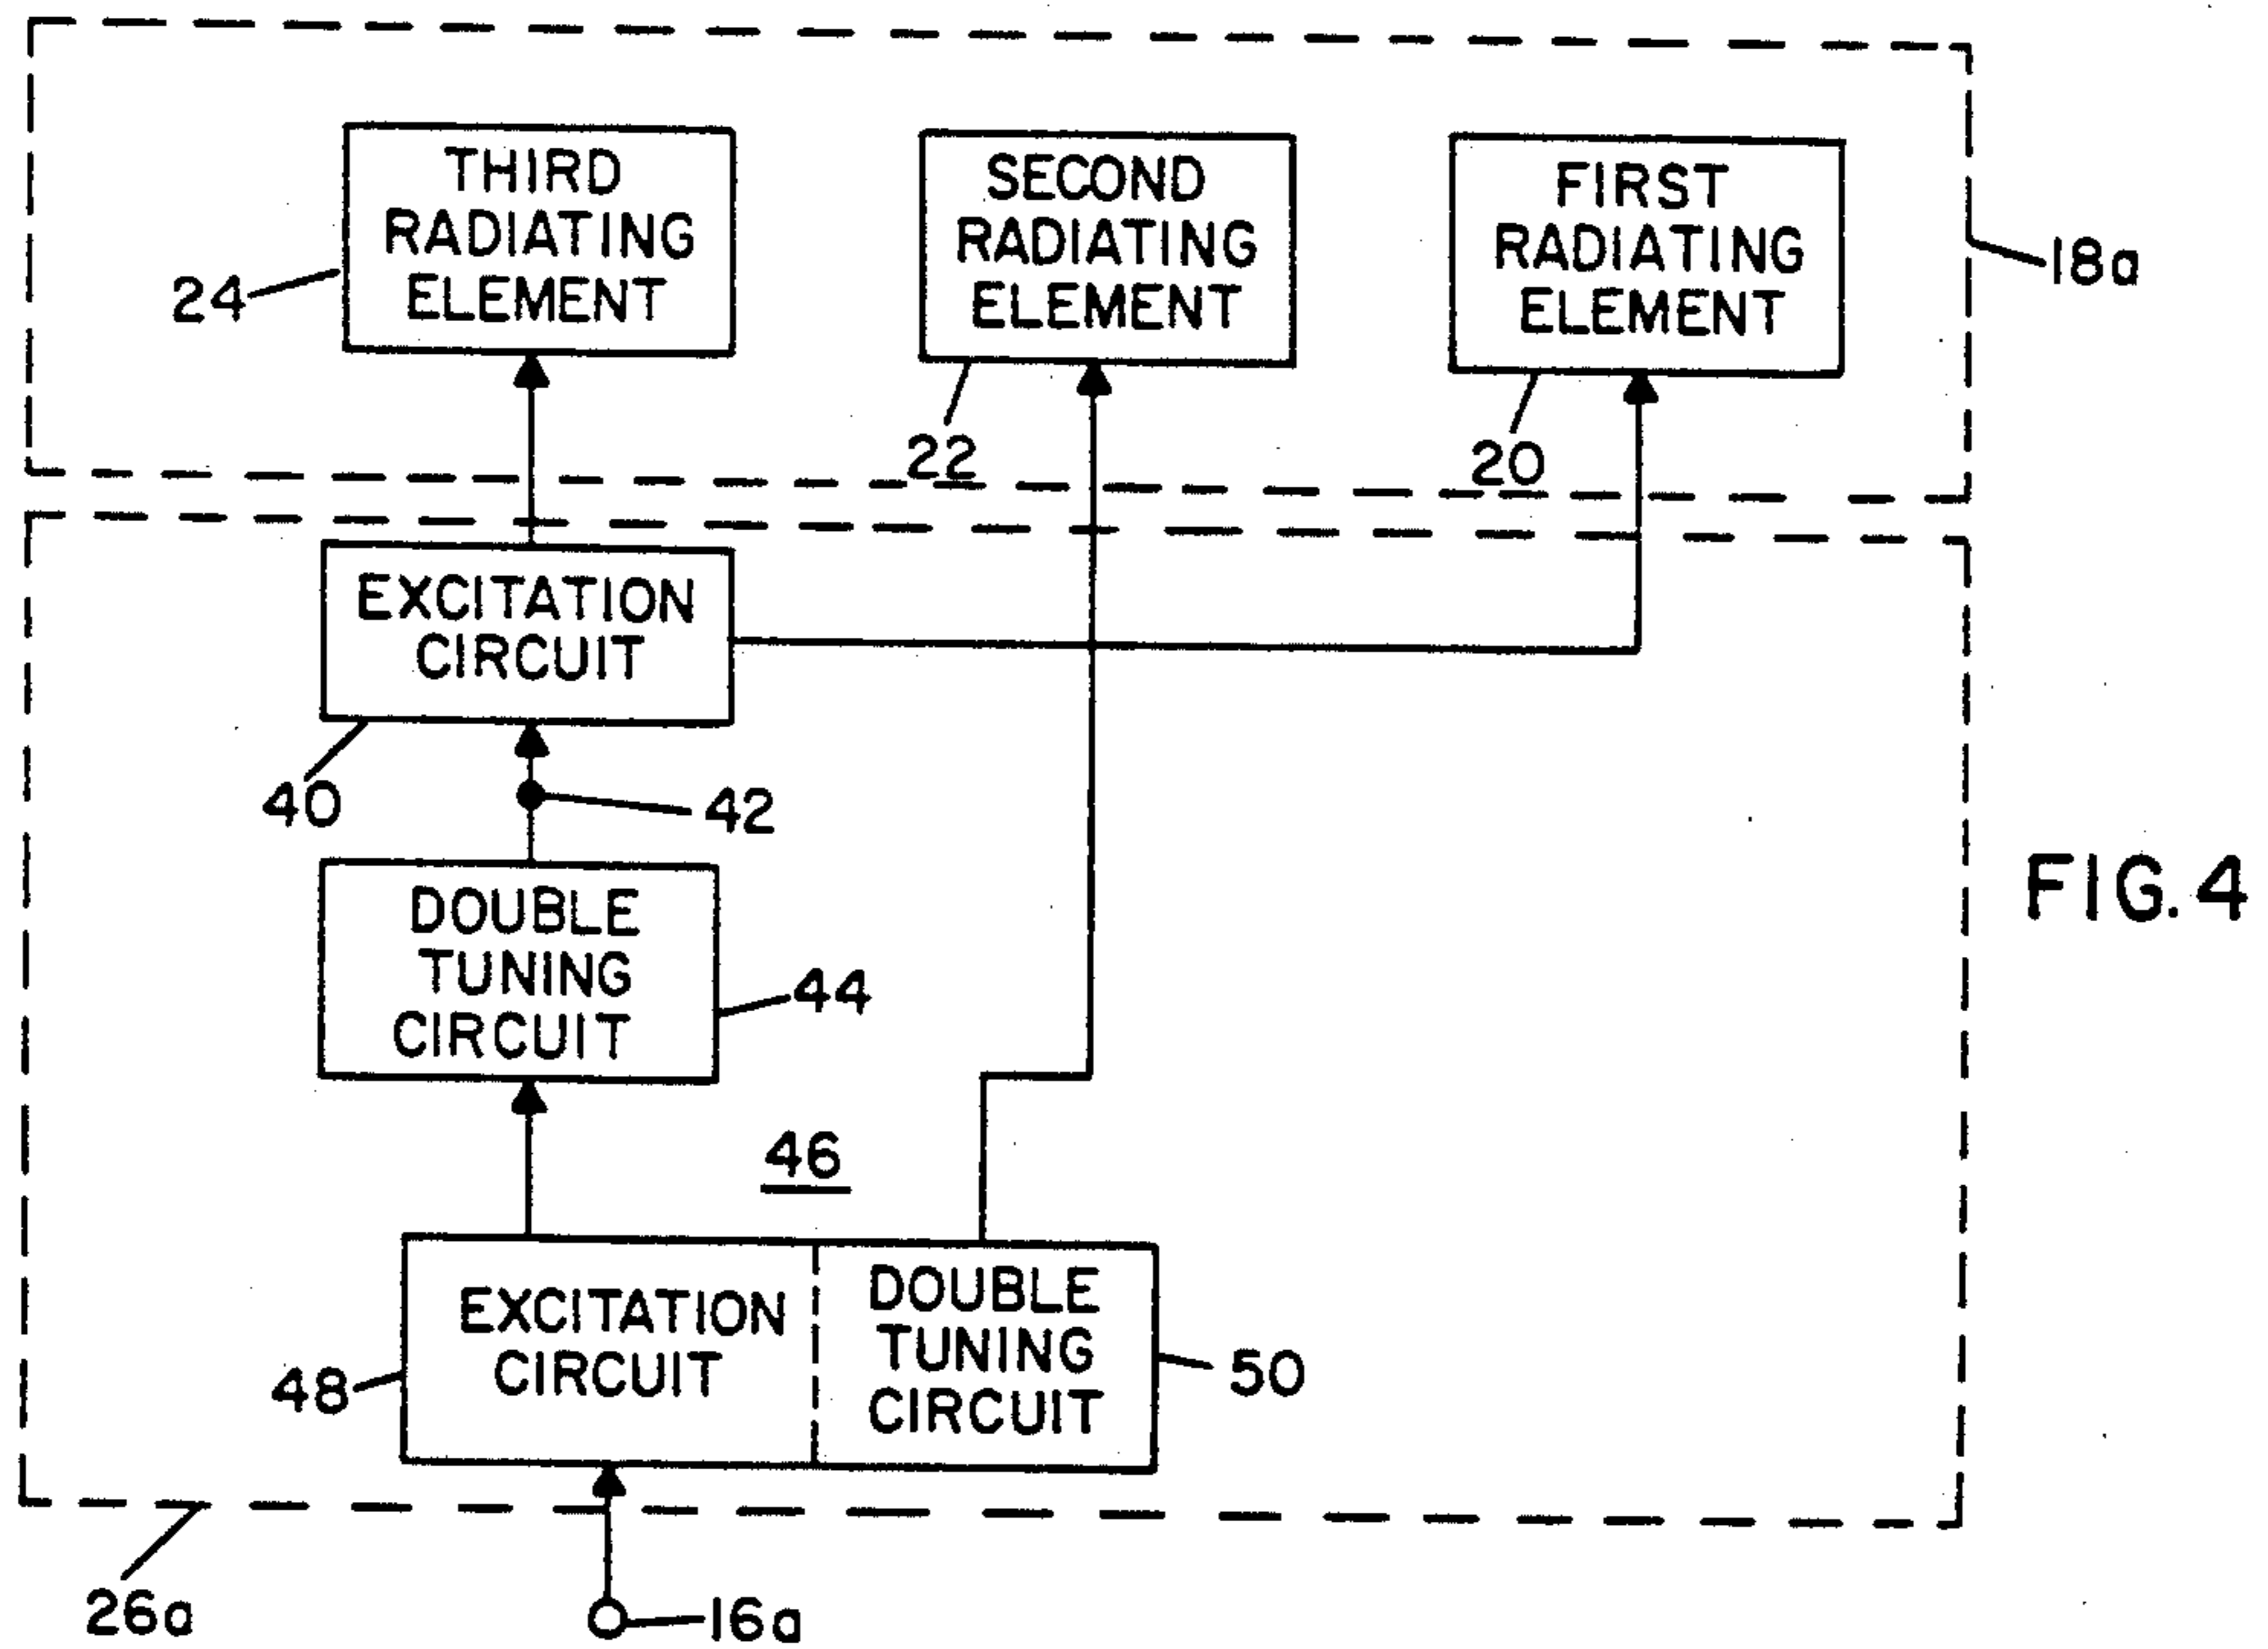 THIRD
RADIATING
ELEMENT
SECOND
RADIATING
ELEMENT
FIRST
RADIATING
ELEMENT
18a
24
22
20
EXCITATION
CIRCUIT
40
42
DOUBLE
TUNING
CIRCUIT
44
FIG. 4
46
EXCITATION
CIRCUIT
DOUBLE
TUNING
CIRCUIT
48
50
26a
16a